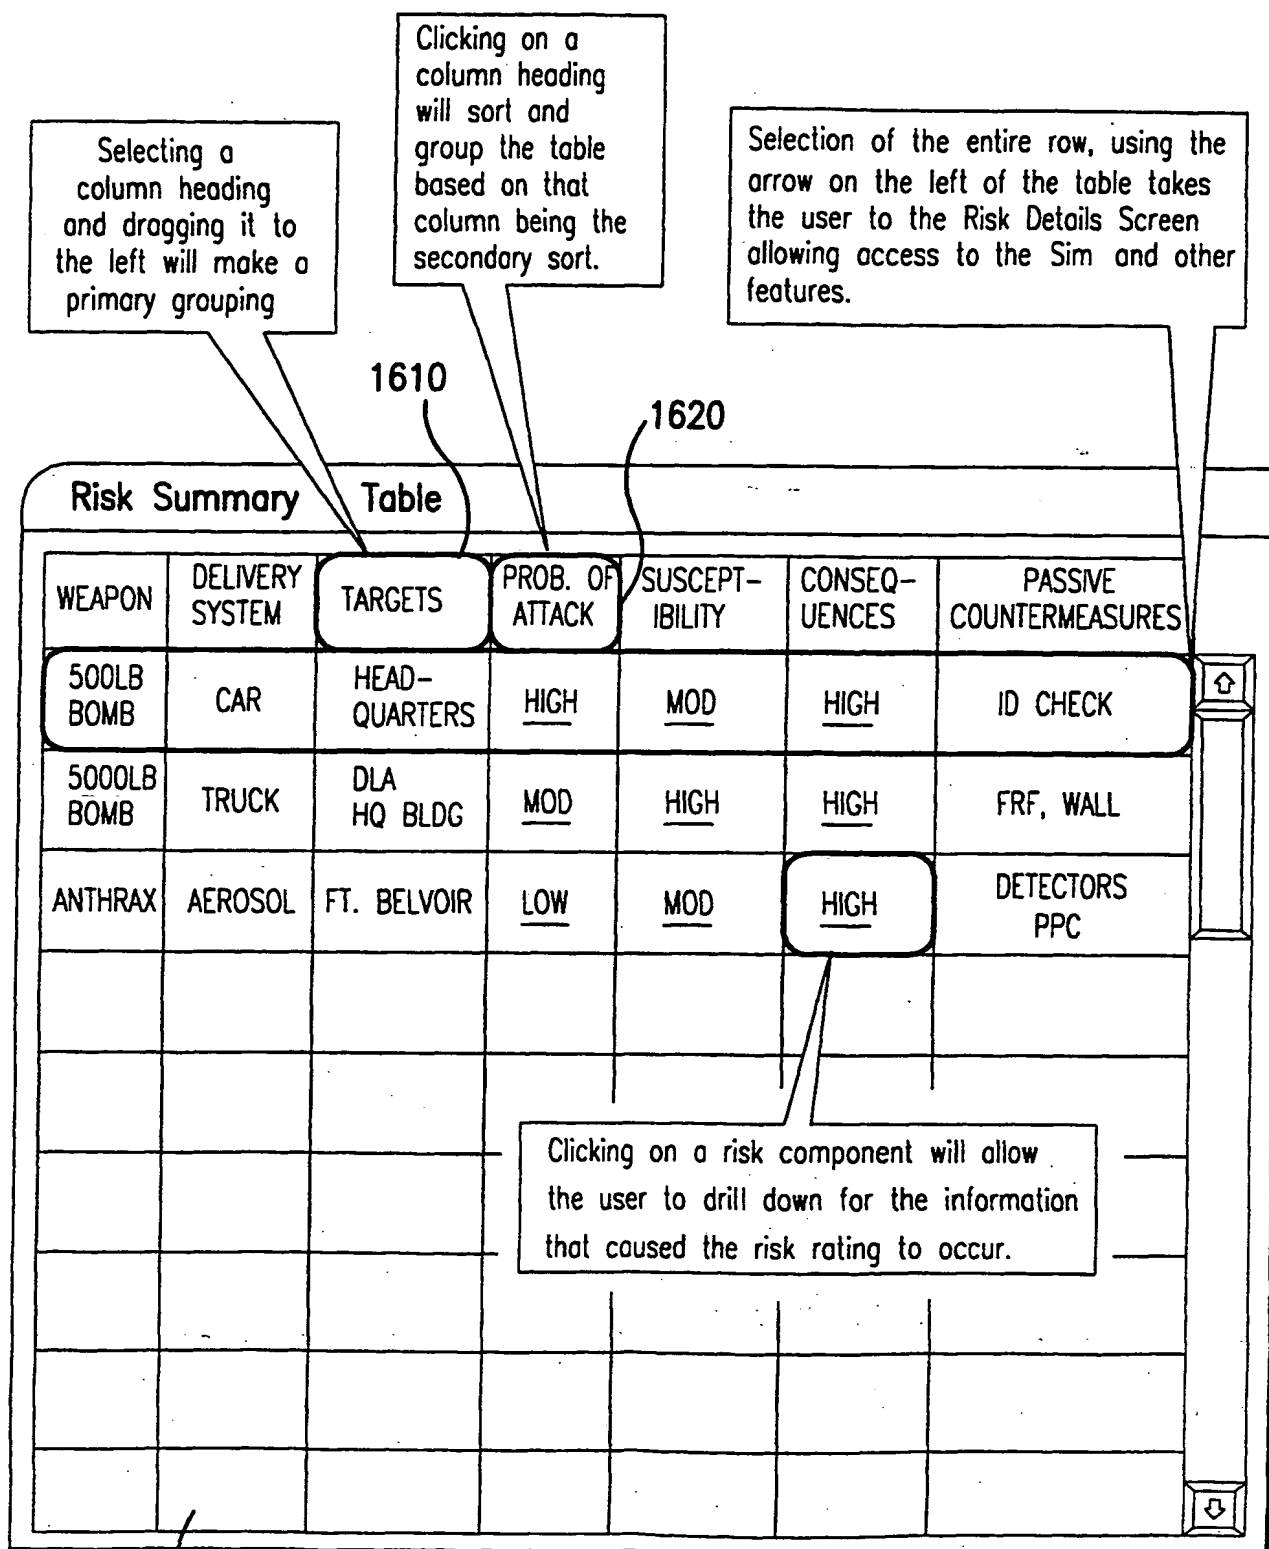 Clicking on a
column heading
will sort and
group the table
based on that
column being the
secondary sort.
Selecting a
column heading
and dragging it to
the left will make a
primary grouping
Selection of the entire row, using the
arrow on the left of the table takes
the user to the Risk Details Screen
allowing access to the Sim and other
features.
1610
1620
Risk Summary Table
WEAPON
DELIVERY
SYSTEM
TARGETS
PROB. OF
ATTACK
SUSCEPT-
IBILITY
CONSEQ-
UENCES
PASSIVE
COUNTERMEASURES
500LB
BOMB
CAR
HEAD-
QUARTERS
HIGH
MOD
HIGH
ID CHECK
5000LB
BOMB
TRUCK
DLA
HQ BLDG
MOD
HIGH
HIGH
FRF, WALL
ANTHRAX
AEROSOL
FT. BELVOIR
LOW
MOD
HIGH
DETECTORS
PPC
Clicking on a risk component will allow
the user to drill down for the information
that caused the risk rating to occur.